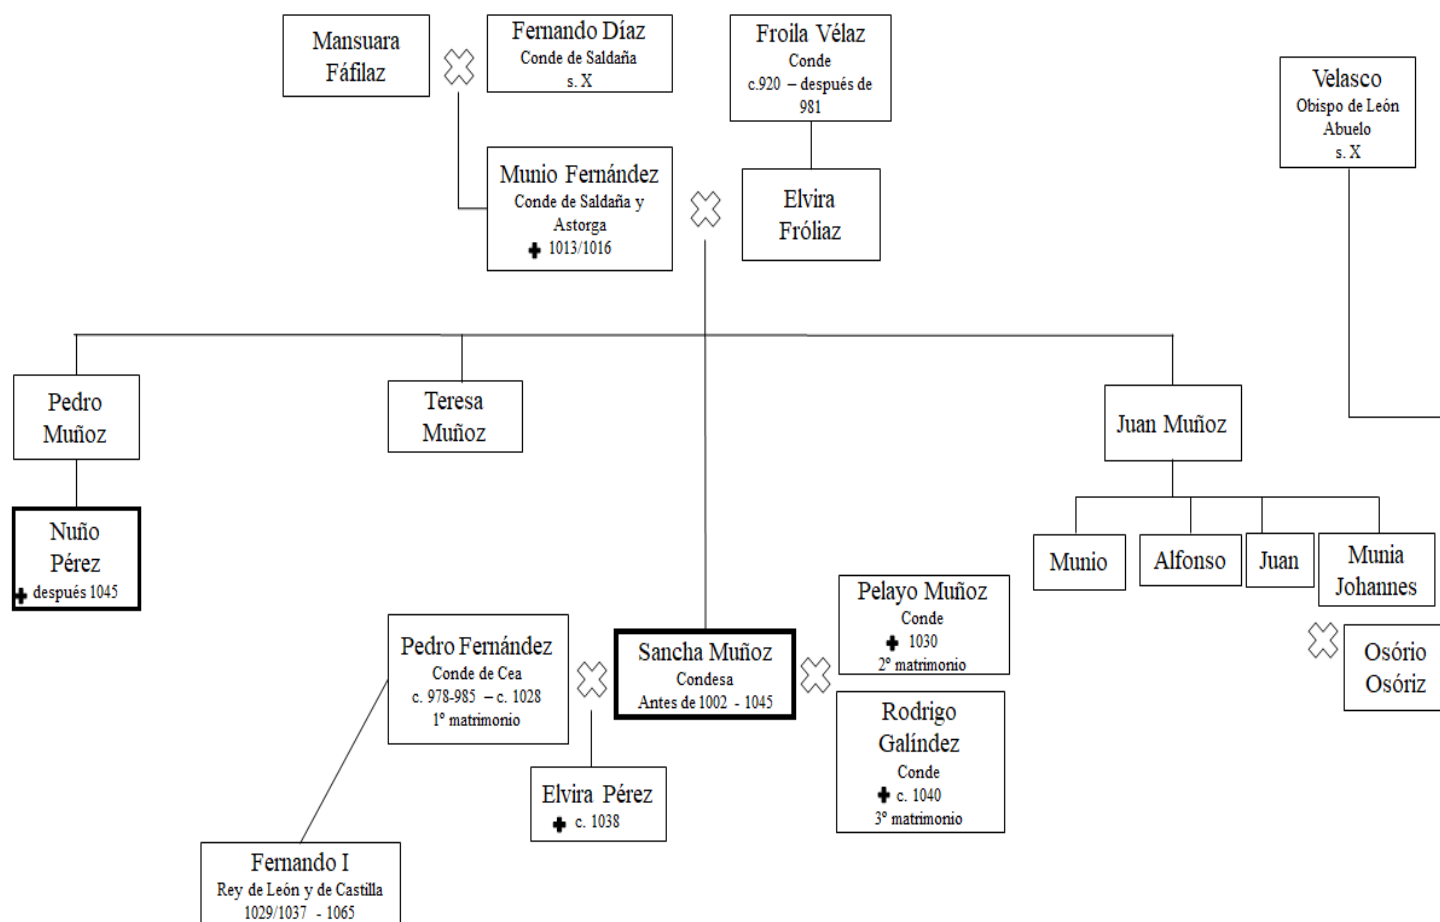 Mansuara
Fáfilaz
Fernando Díaz
Conde de Saldaña
s. X
Froila Vélaz
Conde
c.920 – después de
981
Velasco
Obispo de León
Abuelo
s. X
Munio Fernández
Conde de Saldaña y
Astorga
✚ 1013/1016
Elvira
Fróliaz
Pedro
Muñoz
Teresa
Muñoz
Juan Muñoz
Nuño
Pérez
✚ después 1045
Munio
Alfonso
Juan
Munia
Johannes
Pedro Fernández
Conde de Cea
c. 978-985 – c. 1028
1º matrimonio
Sancha Muñoz
Condesa
Antes de 1002 - 1045
Pelayo Muñoz
Conde
✚ 1030
2º matrimonio
Osório
Osóriz
Rodrigo
Galíndez
Conde
✚ c. 1040
3º matrimonio
Elvira Pérez
✚ c. 1038
Fernando I
Rey de León y de Castilla
1029/1037 - 1065